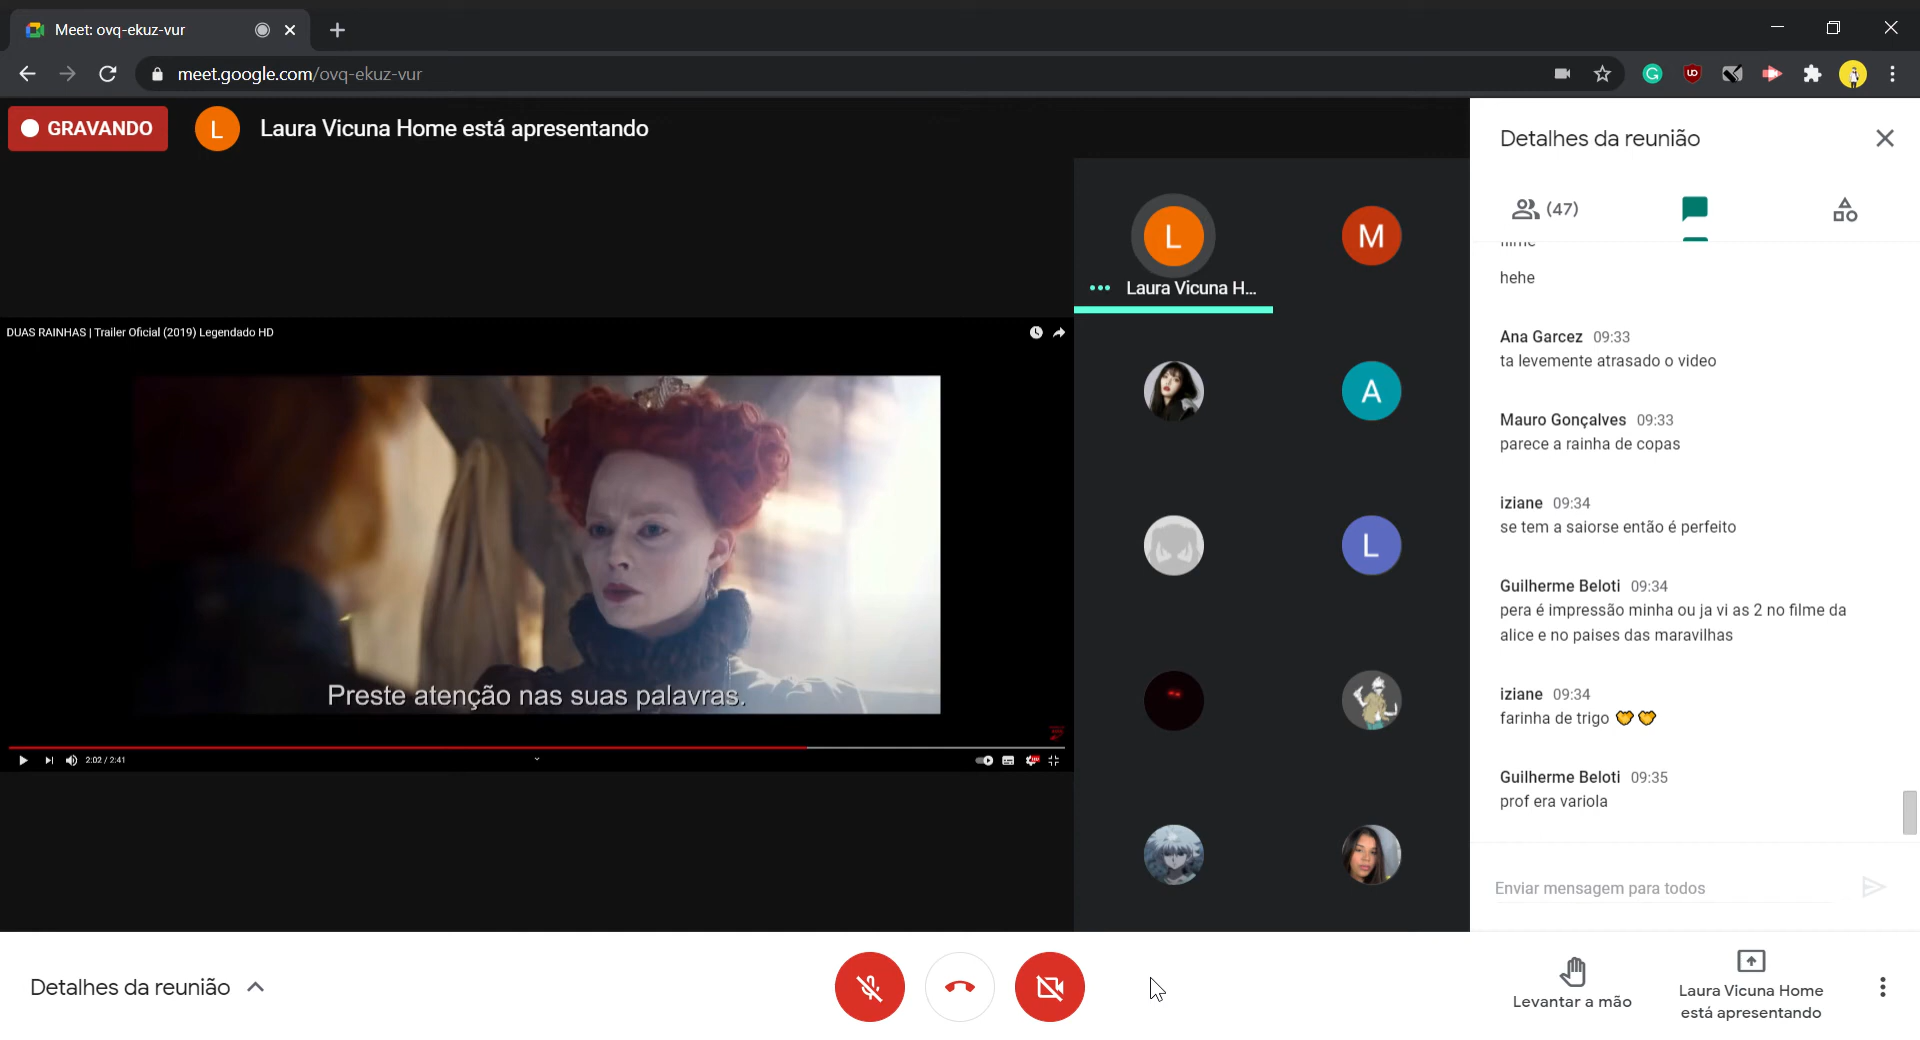 Meet: ovq-ekuz-vur
meet.google.com/ovq-ekuz-vur
GRAVANDO
L
Laura Vicuna Home está apresentando
DUAS RAINHAS | Trailer Oficial (2019) Legendado HD
Preste atenção nas suas palavras.
2:02 / 2:41
L
M
Laura Vicuna H...
A
L
Detalhes da reunião
(47)
filme
hehe
Ana Garcez 09:33
ta levemente atrasado o video
Mauro Gonçalves 09:33
parece a rainha de copas
iziane 09:34
se tem a saiorse então é perfeito
Guilherme Beloti 09:34
pera é impressão minha ou ja vi as 2 no filme da
alice e no paises das maravilhas
iziane 09:34
farinha de trigo
Guilherme Beloti 09:35
prof era variola
Enviar mensagem para todos
Detalhes da reunião
Levantar a mão
Laura Vicuna Home
está apresentando